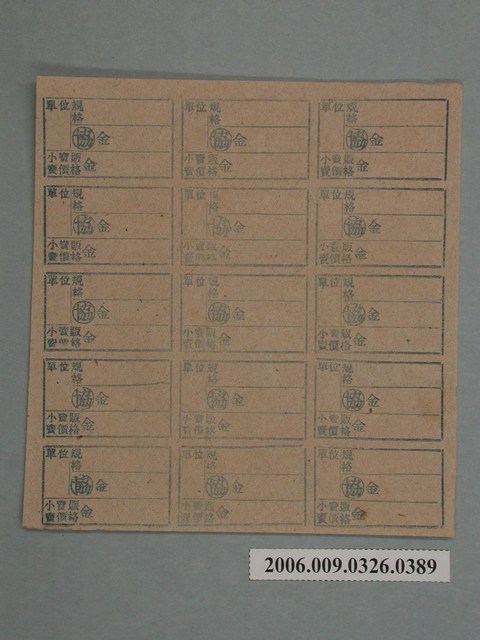 單位規
格
協金
小賣販
賣價格金
單位規
格
協金
小賣販
賣價格金
單位規
格
協金
小賣販
賣價格金
單位規
格
協金
小賣販
賣價格金
單位規
格
協金
小賣販
賣價格金
單位規
格
協金
小賣販
賣價格金
單位規
格
協金
小賣販
賣價格金
單位規
格
協金
小賣販
賣價格金
單位規
格
協金
小賣販
賣價格金
單位規
格
協金
小賣販
賣價格金
單位規
格
協金
小賣販
賣價格金
單位規
格
協金
小賣販
賣價格金
單位規
格
協金
小賣販
賣價格金
單位規
格
協金
小賣販
賣價格金
單位規
格
協金
小賣販
賣價格金
2006.009.0326.0389